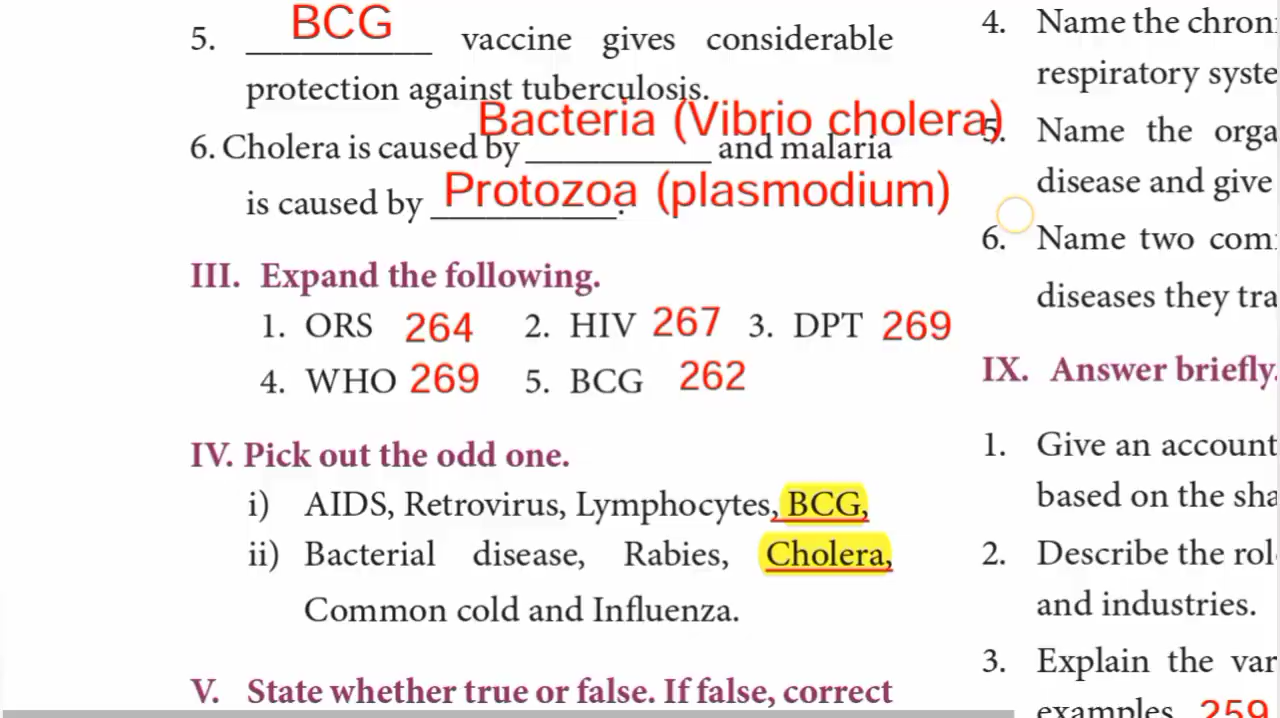 BCG
5. ___________ vaccine gives considerable
protection against tuberculosis.
Bacteria (Vibrio cholera)
6. Cholera is caused by ___________ and malaria
Protozoa (plasmodium)
is caused by ___________.
III. Expand the following.
1. ORS 264 2. HIV 267 3. DPT 269
4. WHO 269 5. BCG 262
IV. Pick out the odd one.
i) AIDS, Retrovirus, Lymphocytes, BCG,
ii) Bacterial disease, Rabies, Cholera,
Common cold and Influenza.
V. State whether true or false. If false, correct
4. Name the chron
respiratory syste
5. Name the orga
disease and give
6. Name two com
diseases they tra
IX. Answer briefly.
1. Give an account
based on the sha
2. Describe the rol
and industries.
3. Explain the var
examples. 259